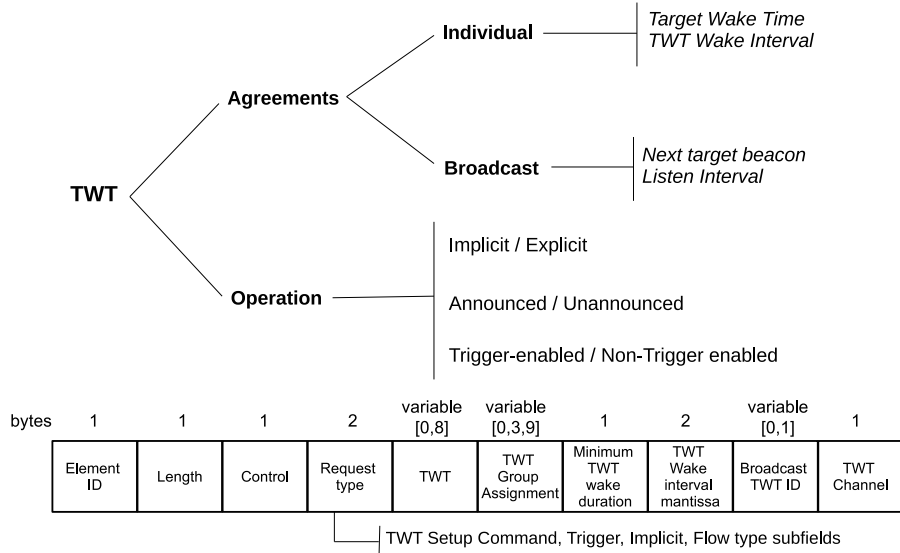 Individual
Target Wake Time
TWT Wake Interval
Agreements
Broadcast
Next target beacon
Listen Interval
TWT
Implicit / Explicit
Operation
Announced / Unannounced
Trigger-enabled / Non-Trigger enabled
bytes 1 1 1 2 variable [0,8] variable [0,3,9] 1 2 variable [0,1] 1
Element ID
Length
Control
Request type
TWT
TWT Group Assignment
Minimum TWT wake duration
TWT Wake interval mantissa
Broadcast TWT ID
TWT Channel
TWT Setup Command, Trigger, Implicit, Flow type subfields